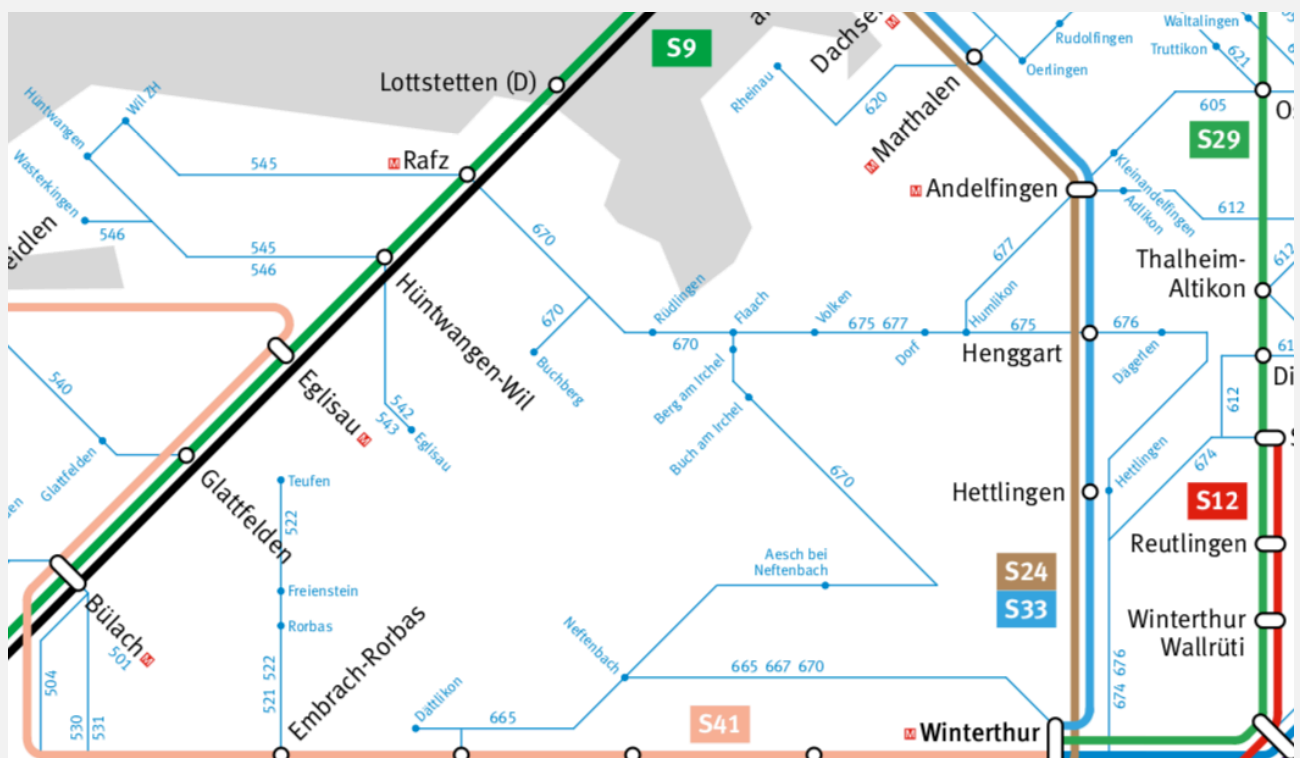 S9
Lottstetten (D)
Dachsen
Waltalingen
Rudolfingen
Truttikon
621
Oerlingen
Rheinau
620
Marthalen
M
605
S29
Hüntwangen
Wil ZH
Wasterkingen
545
M Rafz
546
545
546
M Andelfingen
Kleinandelfingen
Adlikon
612
670
677
Thalheim-
Altikon
612
Hüntwangen-Wil
Rüdlingen
Flaach
Volken
Humlikon
675 677
675
676
670
670
Dorf
Henggart
Dägerlen
Buchberg
Berg am Irchel
Buch am Irchel
Eglisau M
540
542
543
Eglisau
612
Glattfelden
Glattfelden
674
Teufen
522
670
Hettlingen
Hettlingen
S12
Reutlingen
Aesch bei
Neftenbach
S24
S33
Freienstein
Rorbas
Bülach M
501
Winterthur
Wallrüti
Neftenbach
665 667 670
504
530
531
521 522
Embrach-Rorbas
Dättlikon
665
S41
674 676
M Winterthur